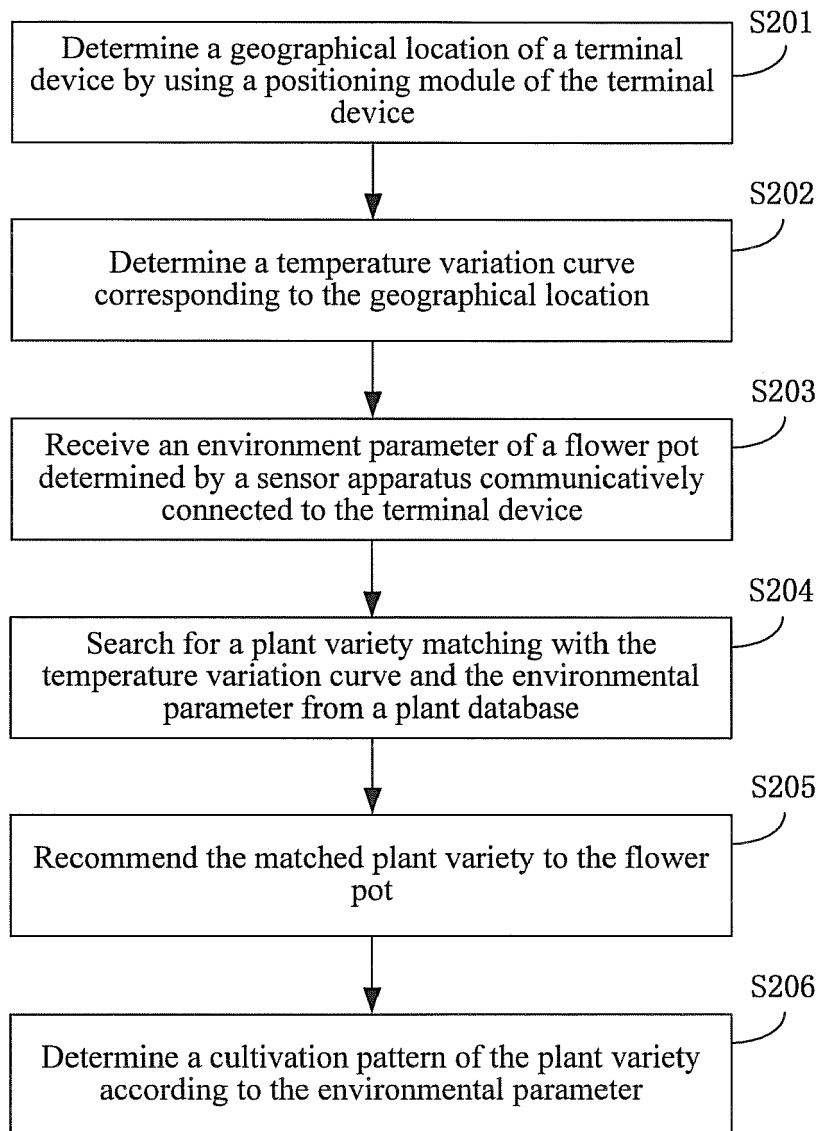 S201
Determine a geographical location of a terminal
device by using a positioning module of the terminal
device
S202
Determine a temperature variation curve
corresponding to the geographical location
S203
Receive an environment parameter of a flower pot
determined by a sensor apparatus communicatively
connected to the terminal device
S204
Search for a plant variety matching with the
temperature variation curve and the environmental
parameter from a plant database
S205
Recommend the matched plant variety to the flower
pot
S206
Determine a cultivation pattern of the plant variety
according to the environmental parameter